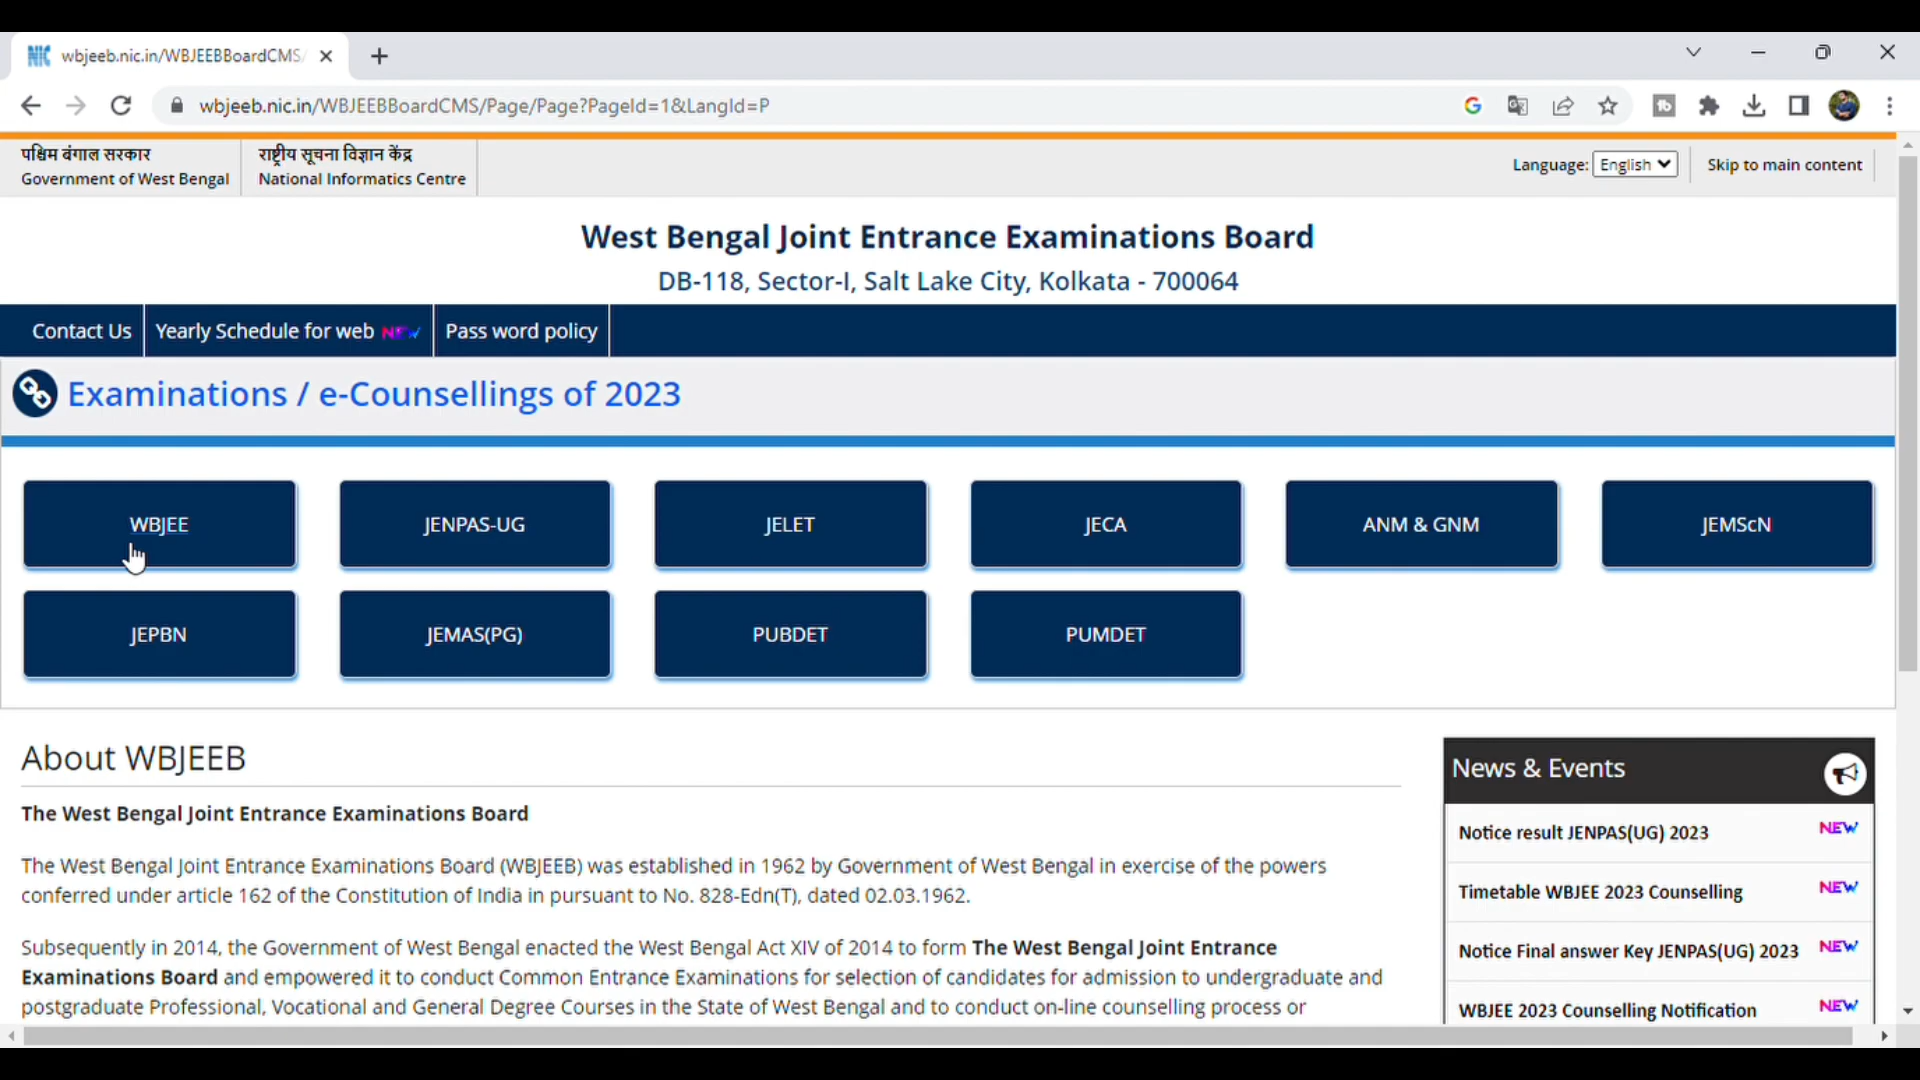 wbjeeb.nic.in/WBJEEBBoardCMS/
wbjeeb.nic.in/WBJEEBBoardCMS/Page/Page?PageId=1&LangId=P
पश्चिम बंगाल सरकार
Government of West Bengal
राष्ट्रीय सूचना विज्ञान केंद्र
National Informatics Centre
Language: English
Skip to main content
West Bengal Joint Entrance Examinations Board
DB-118, Sector-I, Salt Lake City, Kolkata - 700064
Contact Us
Yearly Schedule for web NEW
Pass word policy
Examinations / e-Counsellings of 2023
WBJEE
JENPAS-UG
JELET
JECA
ANM & GNM
JEMScN
JEPBN
JEMAS(PG)
PUBDET
PUMDET
About WBJEEB
The West Bengal Joint Entrance Examinations Board
The West Bengal Joint Entrance Examinations Board (WBJEEB) was established in 1962 by Government of West Bengal in exercise of the powers
conferred under article 162 of the Constitution of India in pursuant to No. 828-Edn(T), dated 02.03.1962.
Subsequently in 2014, the Government of West Bengal enacted the West Bengal Act XIV of 2014 to form The West Bengal Joint Entrance
Examinations Board and empowered it to conduct Common Entrance Examinations for selection of candidates for admission to undergraduate and
postgraduate Professional, Vocational and General Degree Courses in the State of West Bengal and to conduct on-line counselling process or
News & Events
Notice result JENPAS(UG) 2023 NEW
Timetable WBJEE 2023 Counselling NEW
Notice Final answer Key JENPAS(UG) 2023 NEW
WBJEE 2023 Counselling Notification NEW